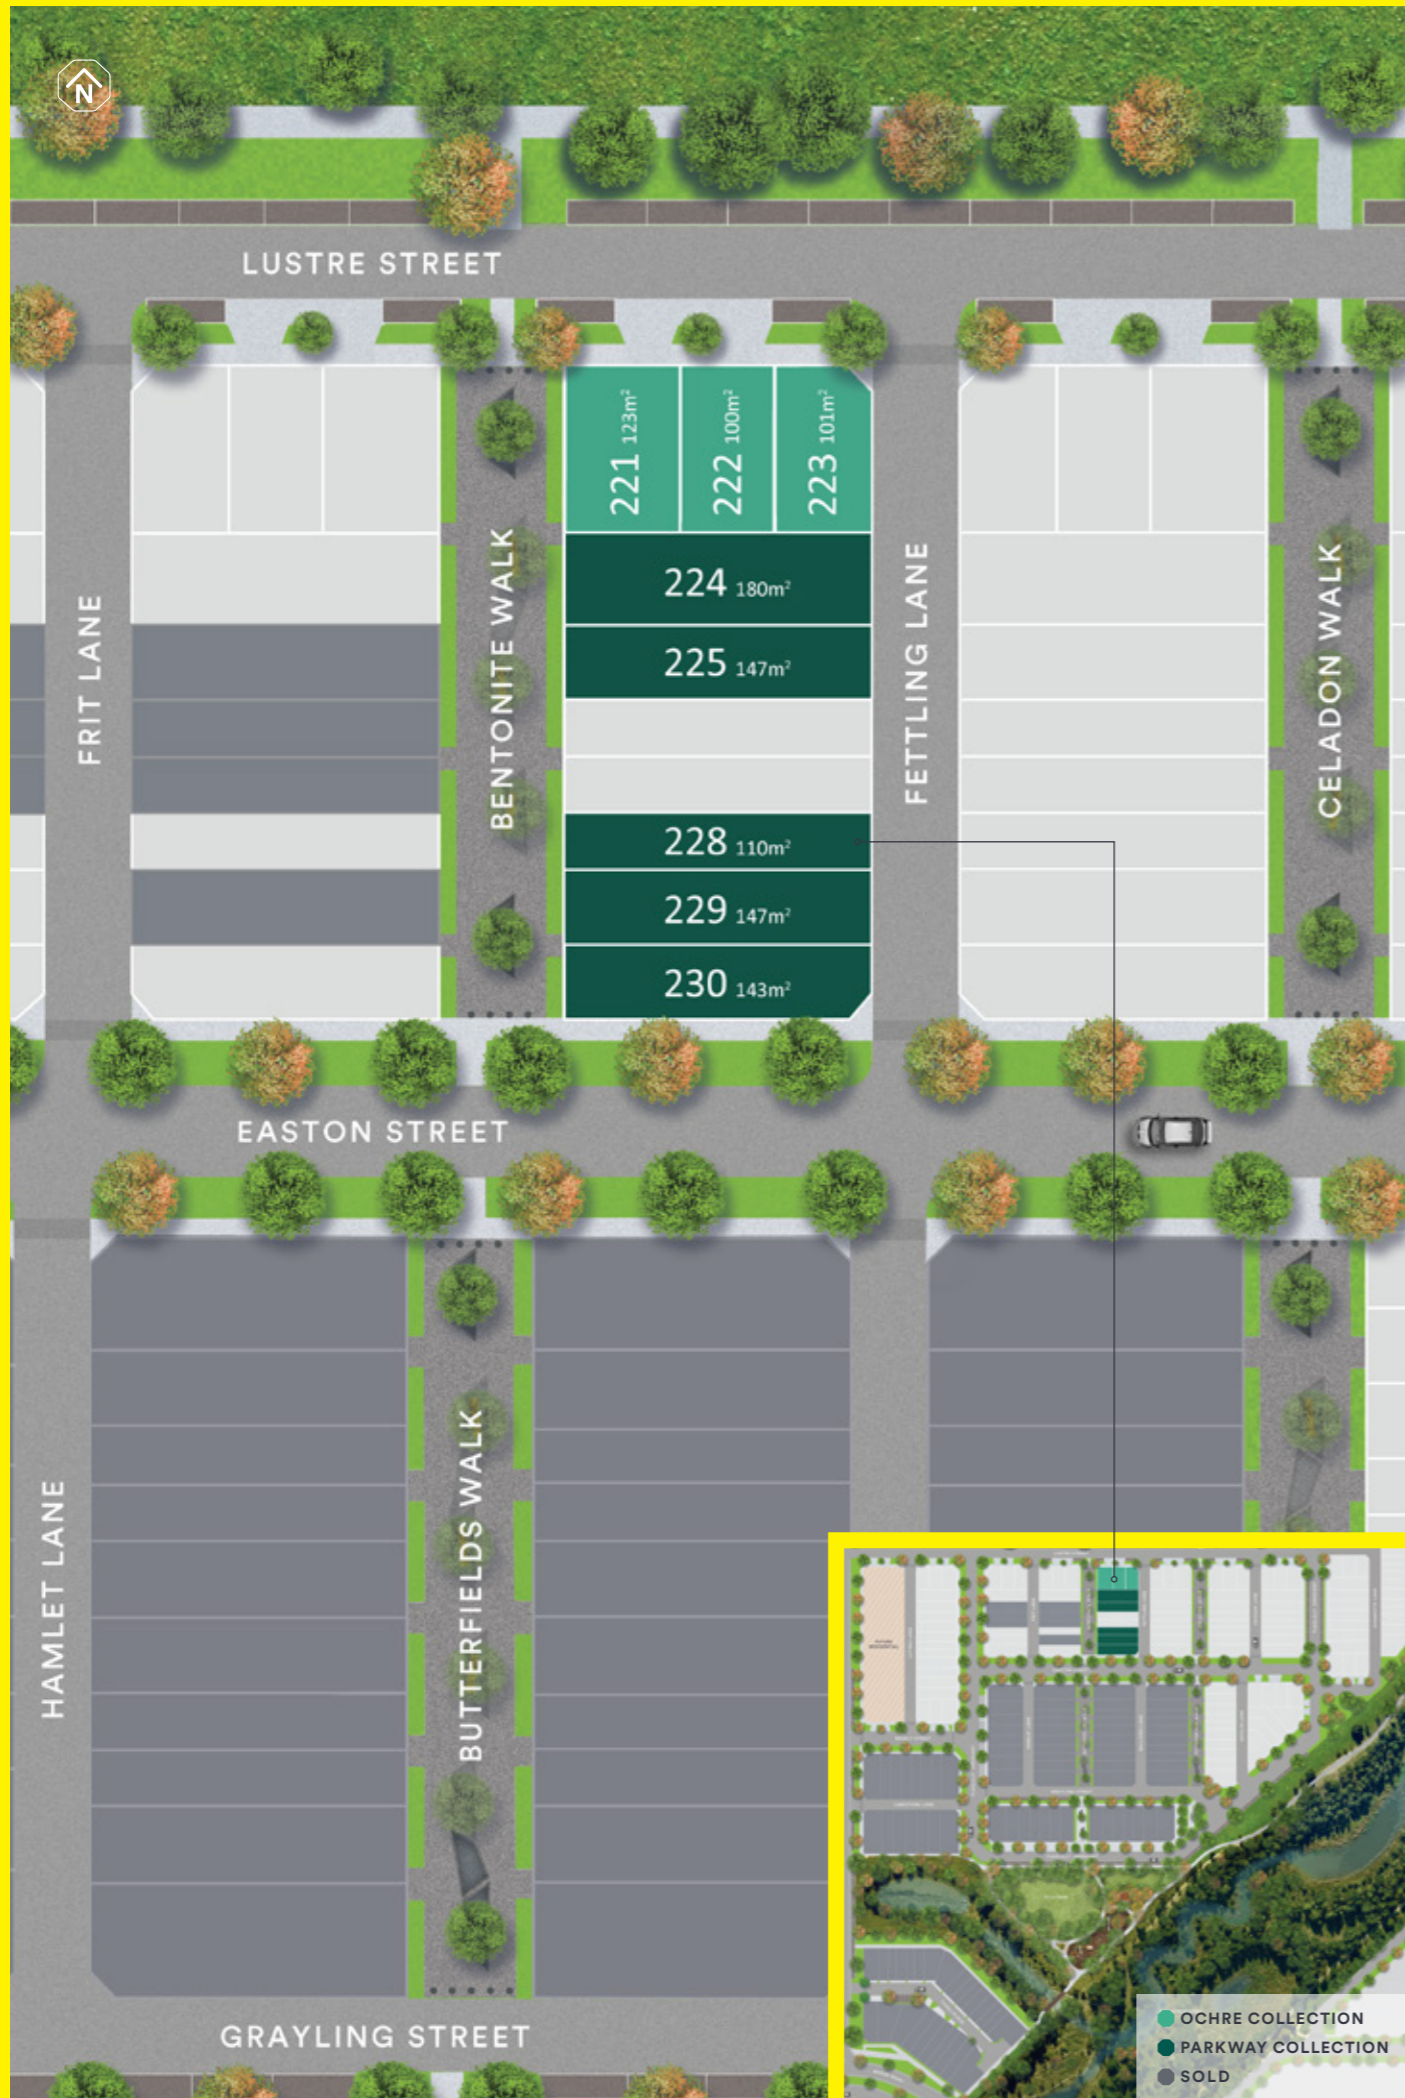 N
LUSTRE STREET
221 123m²
222 100m²
223 101m²
224 180m²
225 147m²
228 110m²
229 147m²
230 143m²
FRIT LANE
BENTONITE WALK
FETTLING LANE
CELADON WALK
EASTON STREET
HAMLET LANE
BUTTERFIELDS WALK
GRAYLING STREET
FUTURE
RESIDENTIAL
OCHRE COLLECTION
PARKWAY COLLECTION
SOLD